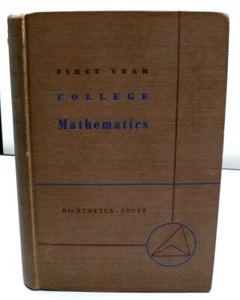 FIRST YEAR
COLLEGE
Mathematics
RICHTMEYER - FOUST